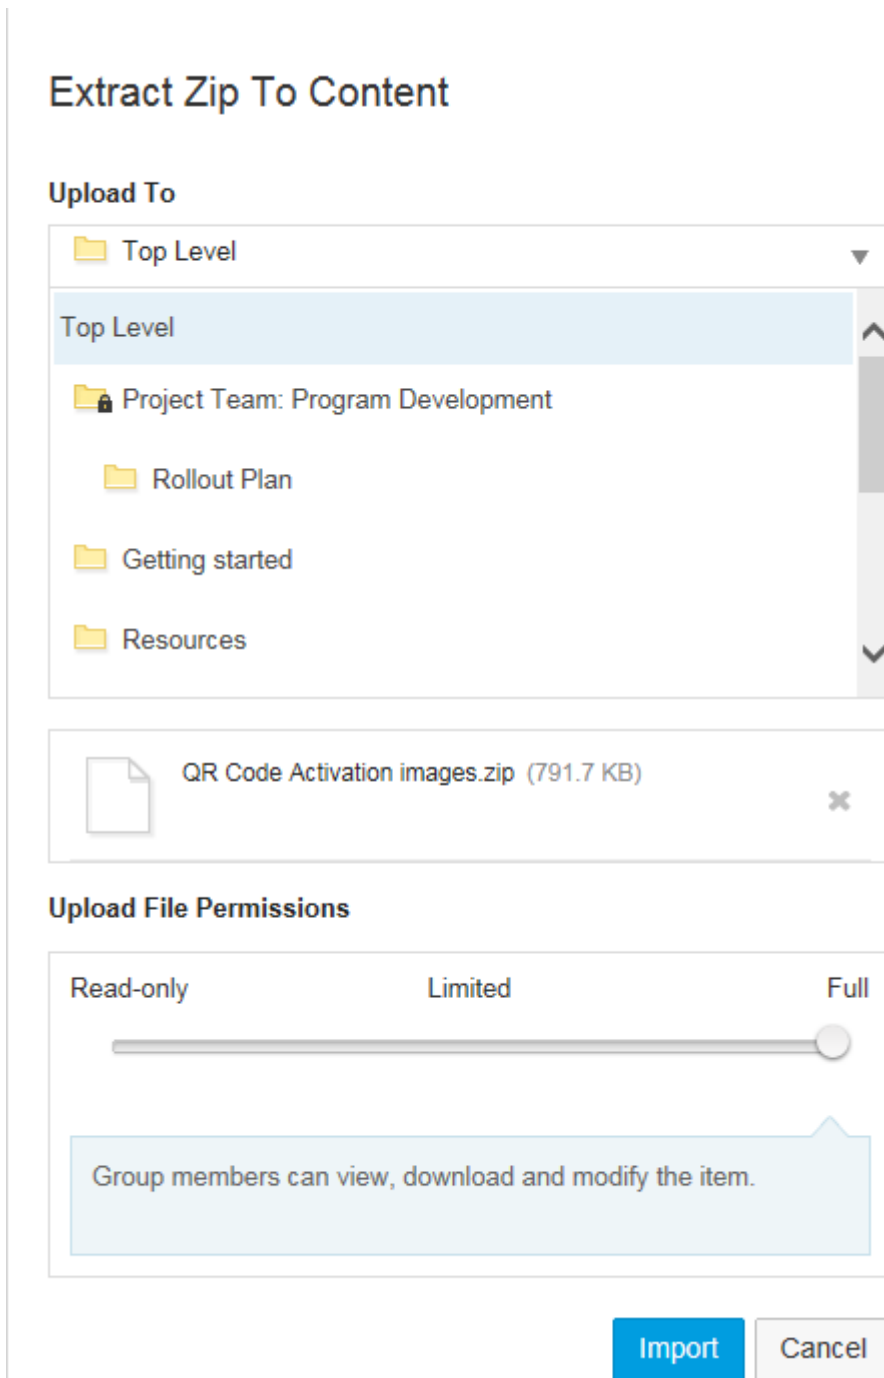 Extract Zip To Content
Upload To
Top Level
Top Level
Project Team: Program Development
Rollout Plan
Getting started
Resources
QR Code Activation images.zip (791.7 KB)
Upload File Permissions
Read-only Limited Full
Group members can view, download and modify the item.
Import Cancel